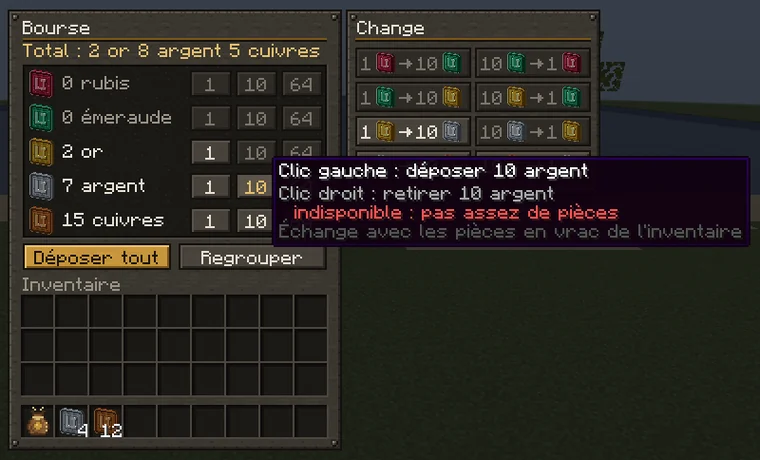 Bourse
Total : 2 or 8 argent 5 cuivres
0 rubis 1 10 64
0 émeraude 1 10 64
2 or 1 10 64
7 argent 1 10
15 cuivres 1 10
Déposer tout Regrouper
Inventaire
4 12
Change
1 → 10 10 → 1
1 → 10 10 → 1
1 → 10 10 → 1
Clic gauche : déposer 10 argent
Clic droit : retirer 10 argent
indisponible : pas assez de pièces
Échange avec les pièces en vrac de l'inventaire